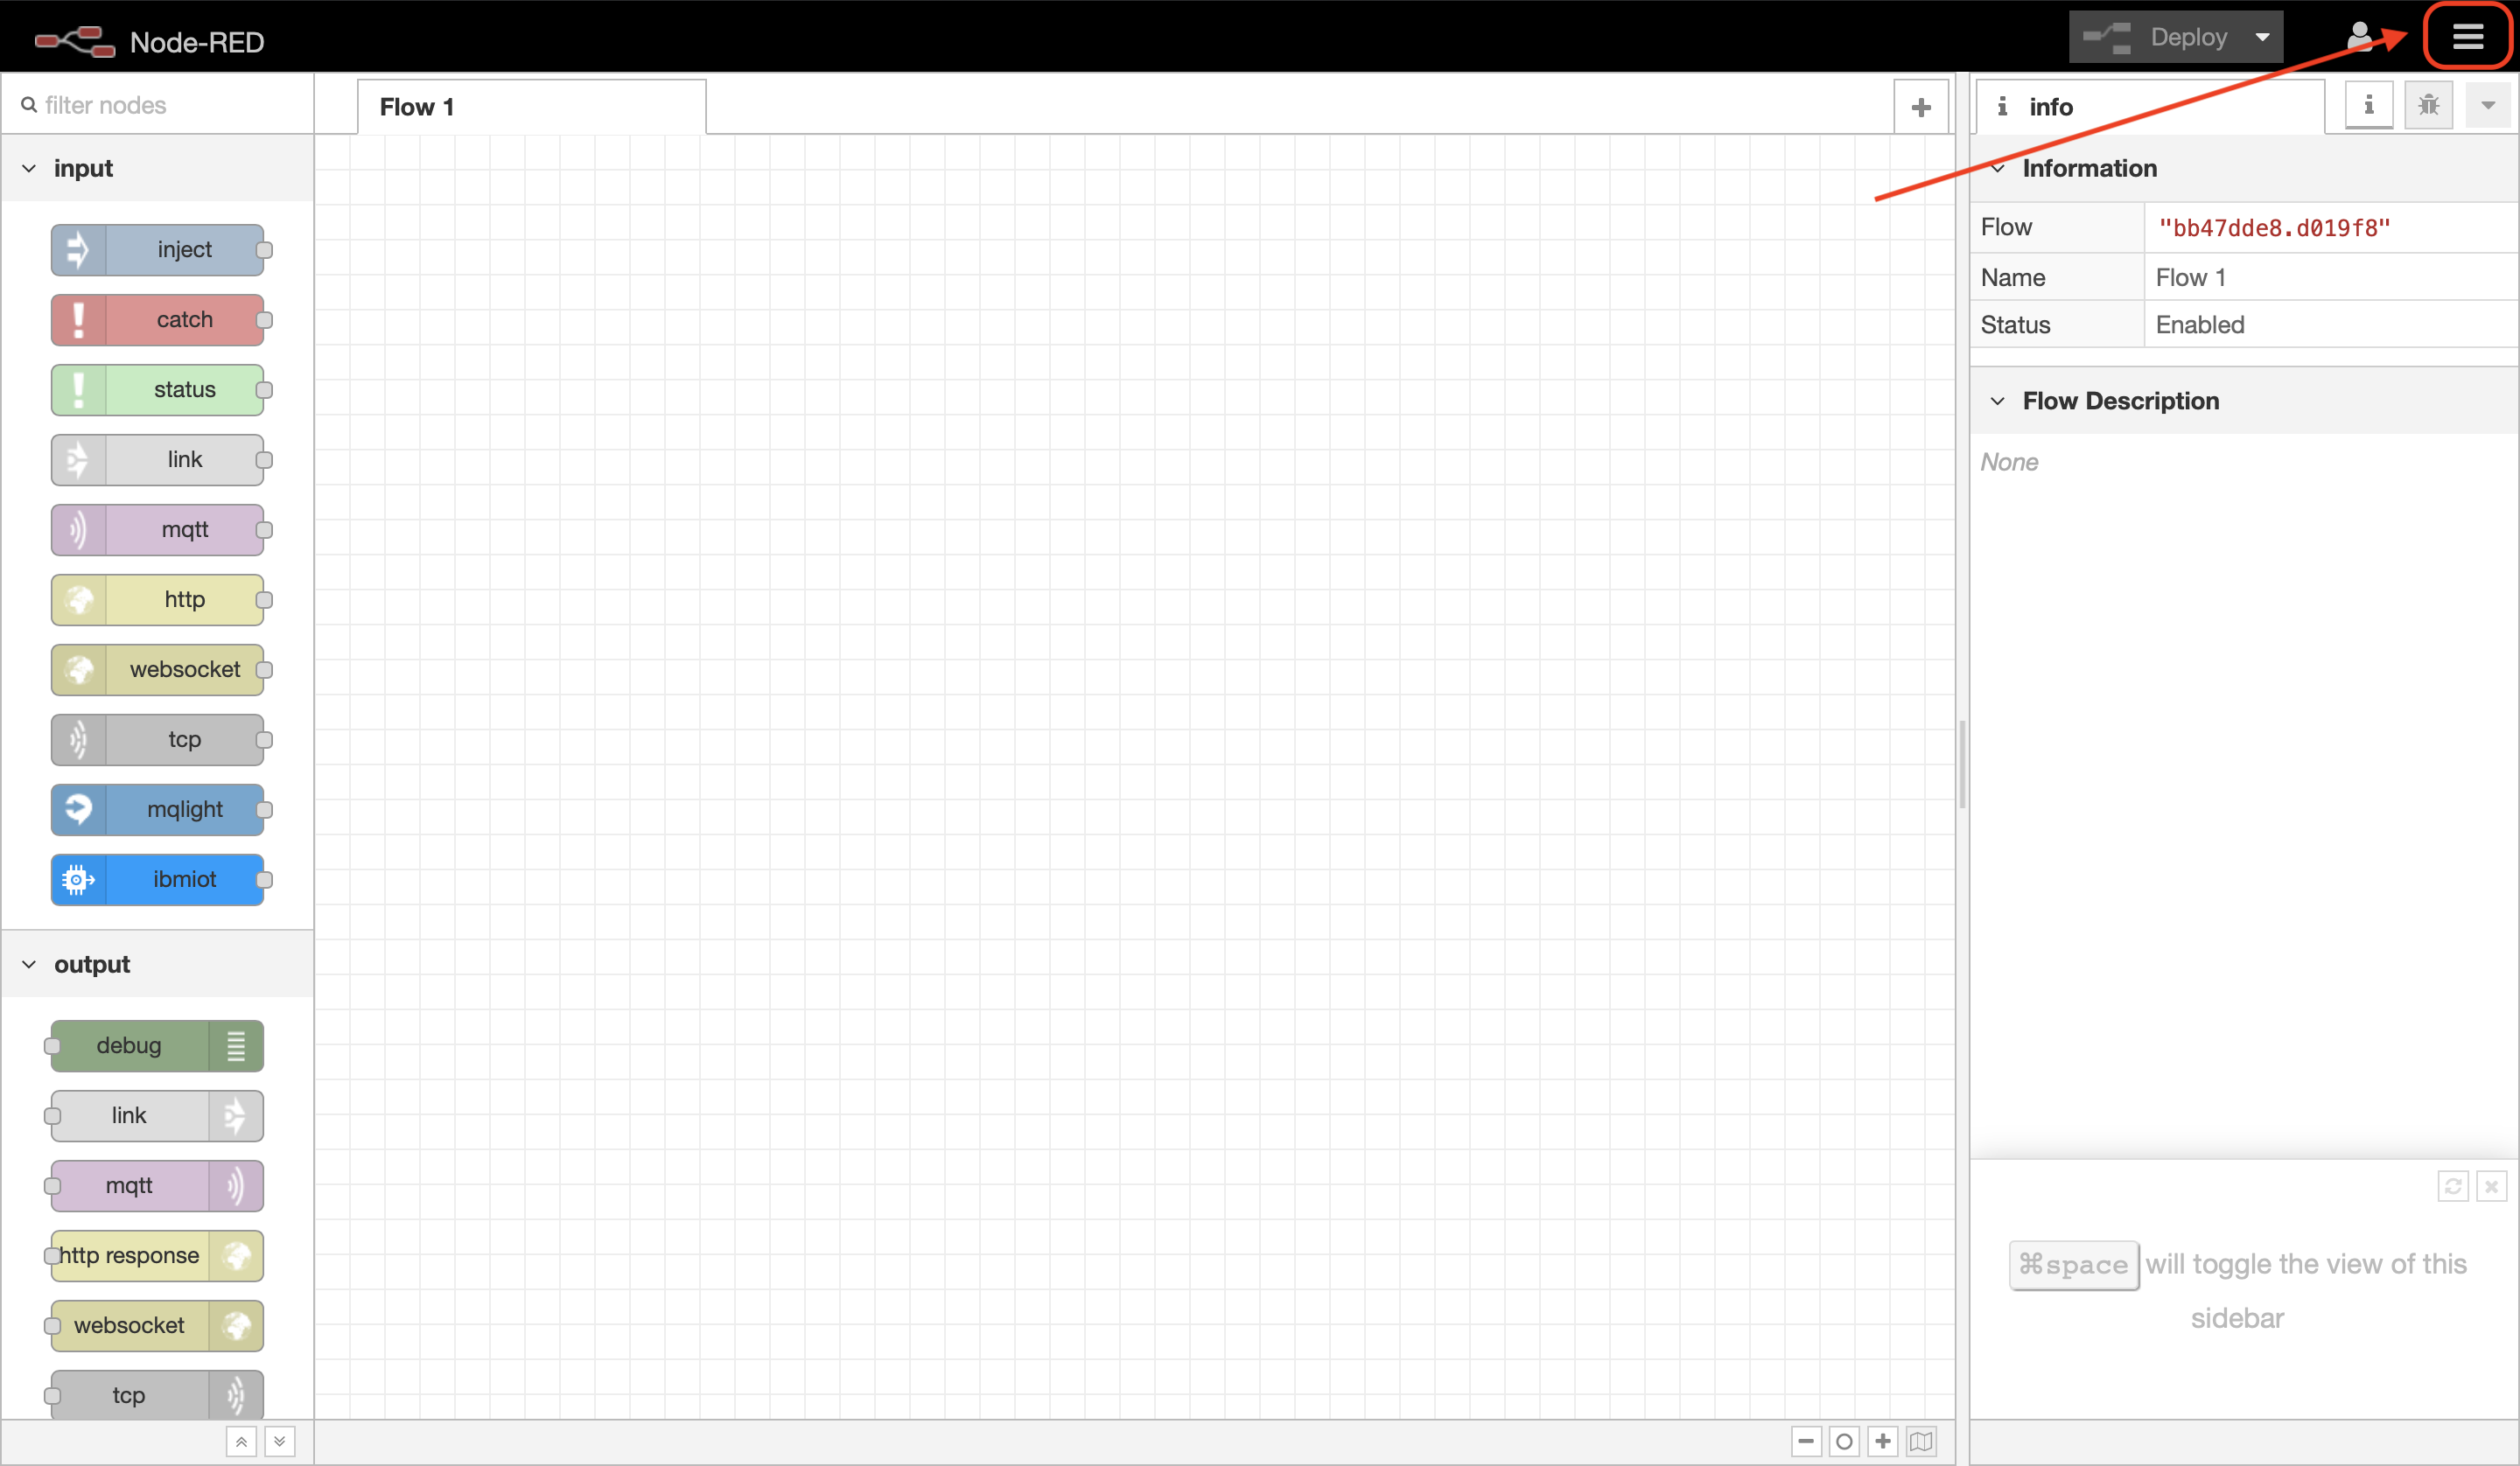 Node-RED
Deploy
filter nodes
Flow 1
info
input
inject
catch
status
link
mqtt
http
websocket
tcp
mqlight
ibmiot
output
debug
link
mqtt
http response
websocket
tcp
Information
Flow "bb47dde8.d019f8"
Name Flow 1
Status Enabled
Flow Description
None
⌘space will toggle the view of this
sidebar